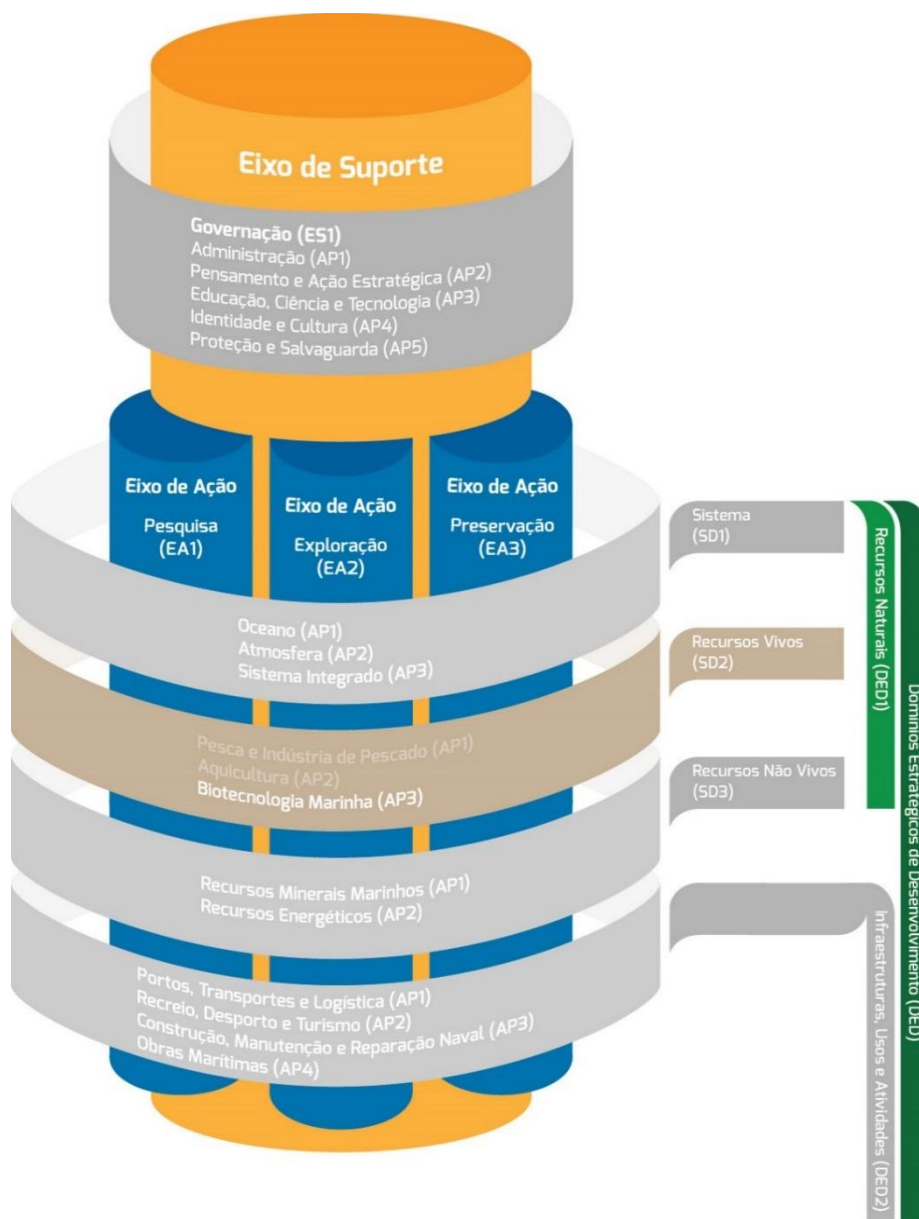 Eixo de Suporte
Governação (ES1)
Administração (AP1)
Pensamento e Ação Estratégica (AP2)
Educação, Ciência e Tecnologia (AP3)
Identidade e Cultura (AP4)
Proteção e Salvaguarda (AP5)
Eixo de Ação
Pesquisa
(EA1)
Eixo de Ação
Exploração
(EA2)
Eixo de Ação
Preservação
(EA3)
Oceano (AP1)
Atmosfera (AP2)
Sistema Integrado (AP3)
Sistema
(SD1)
Pesca e Indústria de Pescado (AP1)
Aquicultura (AP2)
Biotecnologia Marinha (AP3)
Recursos Vivos
(SD2)
Recursos Minerais Marinhos (AP1)
Recursos Energéticos (AP2)
Recursos Não Vivos
(SD3)
Portos, Transportes e Logística (AP1)
Recreio, Desporto e Turismo (AP2)
Construção, Manutenção e Reparação Naval (AP3)
Obras Marítimas (AP4)
Recursos Naturais (DED1)
Infraestruturas, Usos e Atividades (DED2)
Domínios Estratégicos de Desenvolvimento (DED)